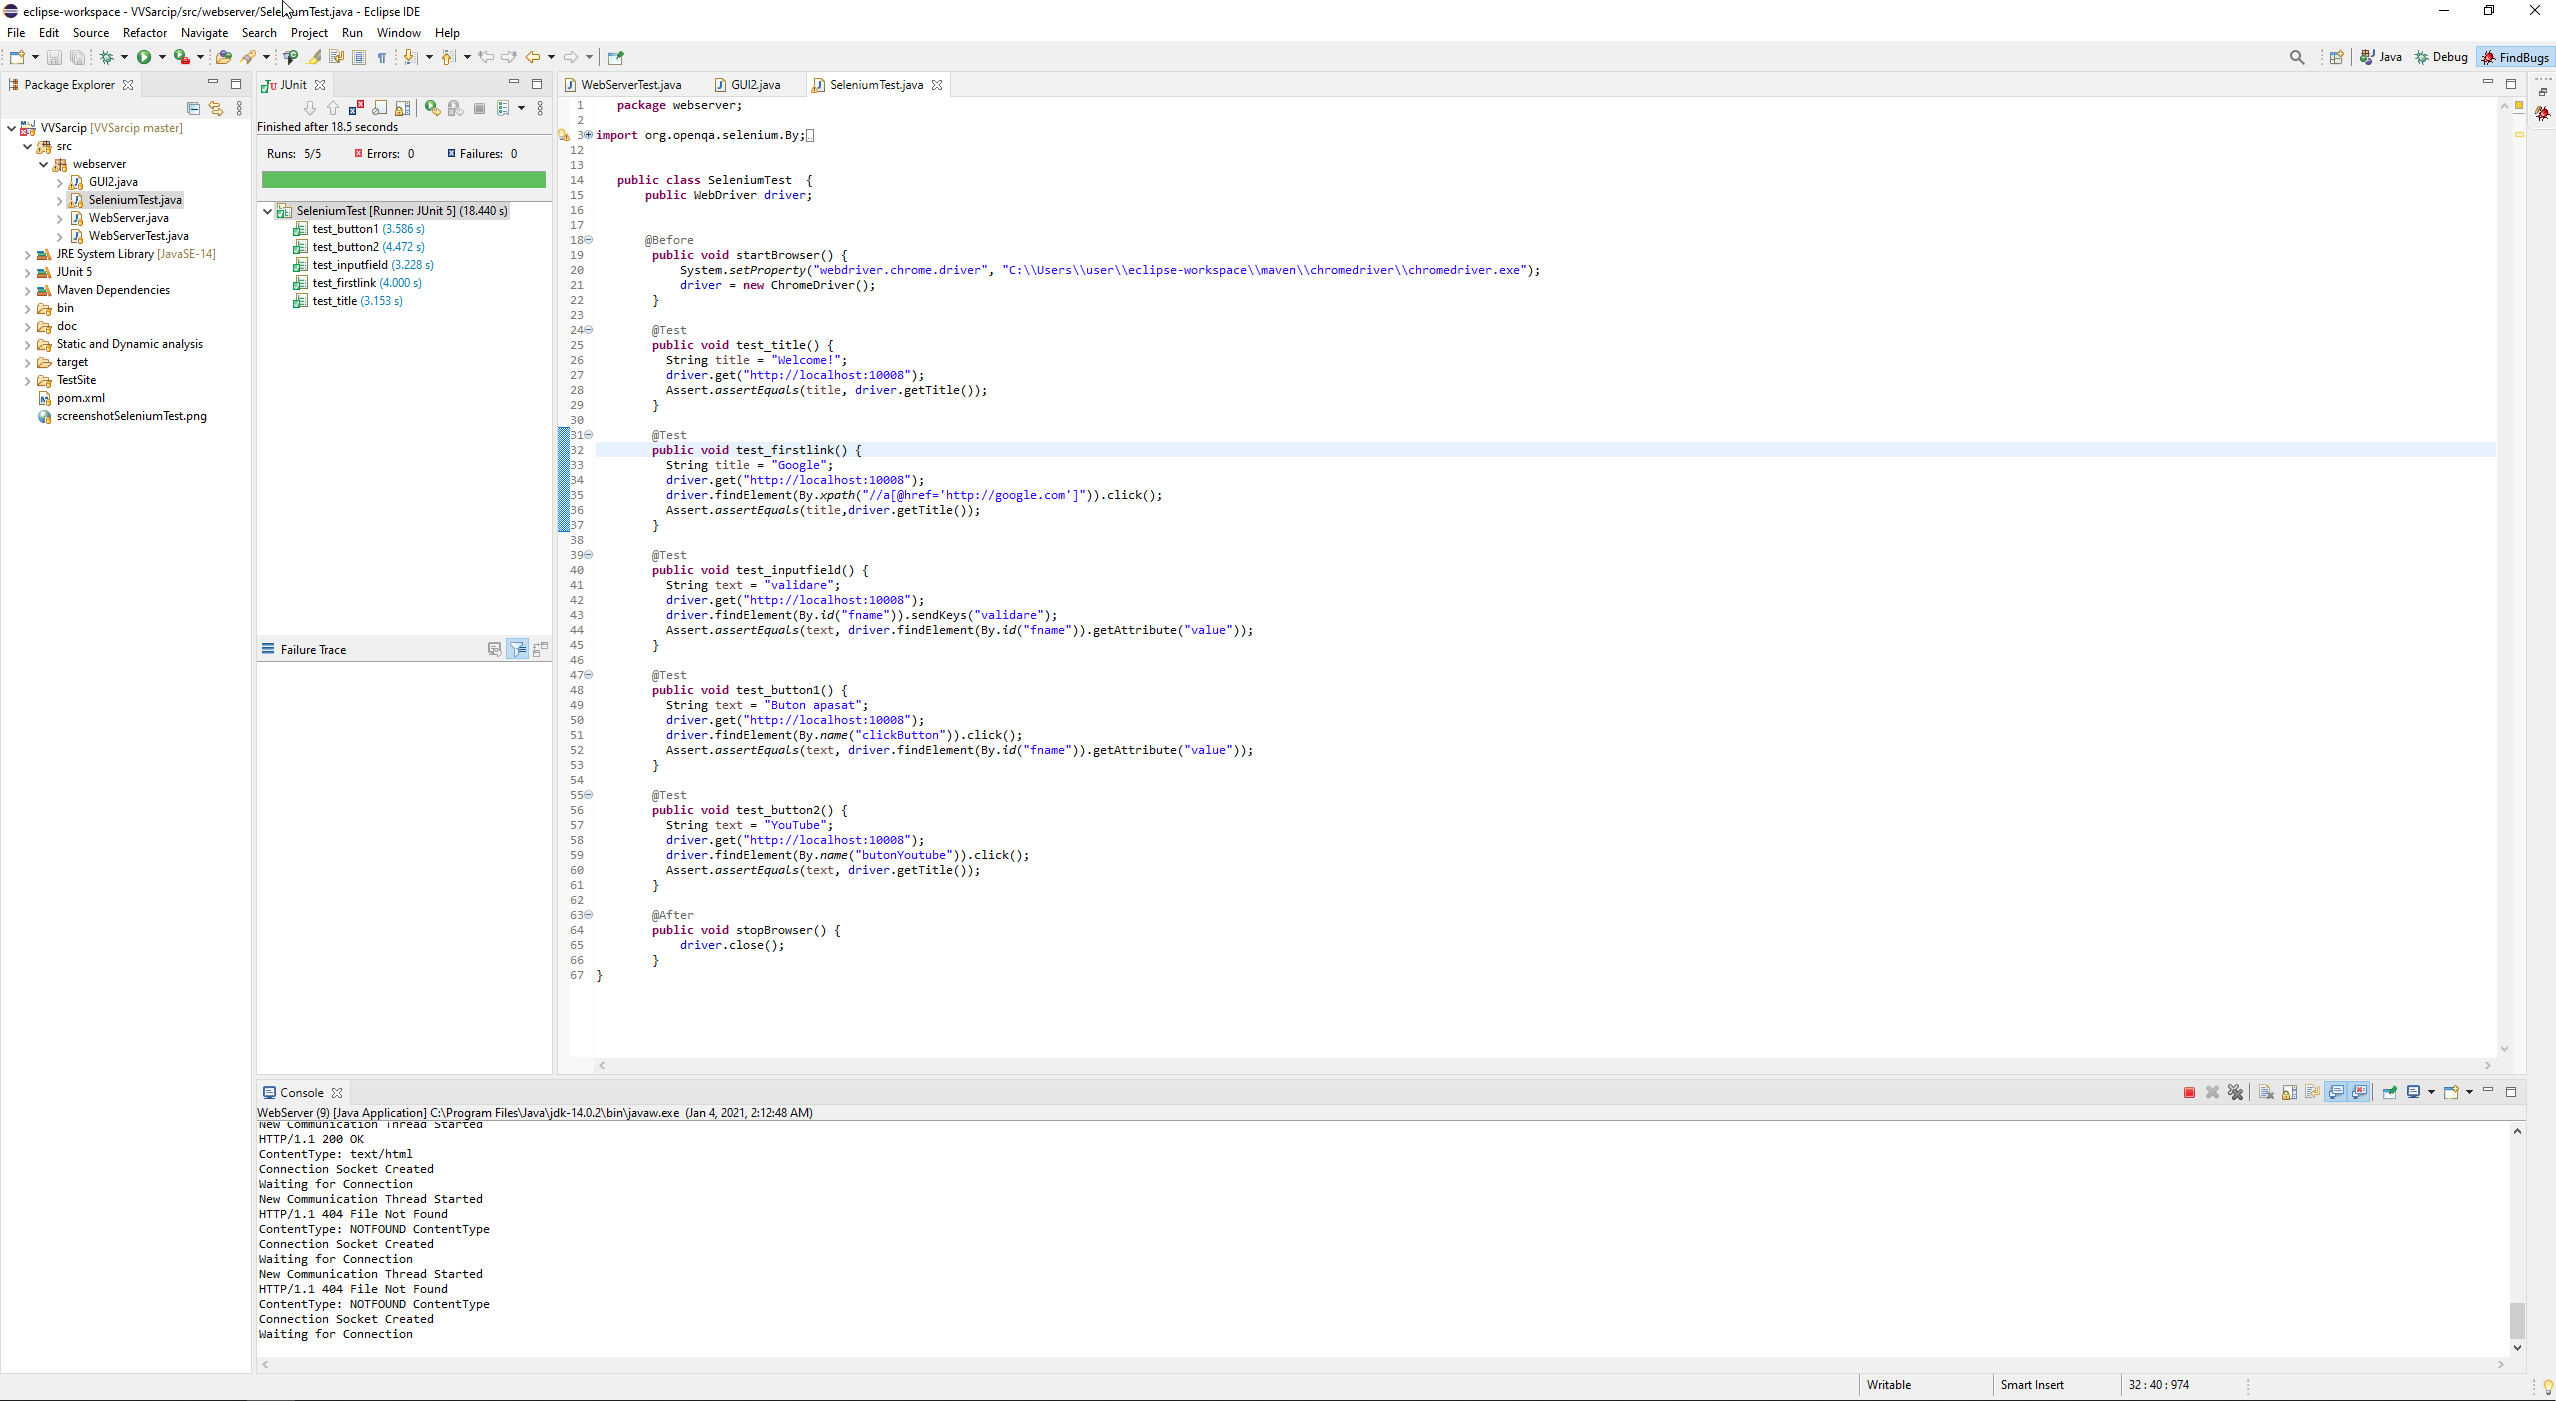 eclipse-workspace - VVSarcip/src/webserver/SeleniumTest.java - Eclipse IDE
File Edit Source Refactor Navigate Search Project Run Window Help
Java Debug FindBugs
Package Explorer
VVSarcip [VVSarcip master]
src
webserver
GUI2.java
SeleniumTest.java
WebServer.java
WebServerTest.java
JRE System Library [JavaSE-14]
JUnit 5
Maven Dependencies
bin
doc
Static and Dynamic analysis
target
TestSite
pom.xml
screenshotSeleniumTest.png
JUnit
Finished after 18.5 seconds
Runs: 5/5 Errors: 0 Failures: 0
SeleniumTest [Runner: JUnit 5] (18.440 s)
test_button1 (3.586 s)
test_button2 (4.472 s)
test_inputfield (3.228 s)
test_firstlink (4.000 s)
test_title (3.153 s)
Failure Trace
WebServerTest.java GUI2.java SeleniumTest.java
1 package webserver;
2
3 import org.openqa.selenium.By;
12
13
14 public class SeleniumTest {
15 public WebDriver driver;
16
17
18 @Before
19 public void startBrowser() {
20 System.setProperty("webdriver.chrome.driver", "C:\\Users\\user\\eclipse-workspace\\maven\\chromedriver\\chromedriver.exe");
21 driver = new ChromeDriver();
22 }
23
24 @Test
25 public void test_title() {
26 String title = "Welcome!";
27 driver.get("http://localhost:10008");
28 Assert.assertEquals(title, driver.getTitle());
29 }
30
31 @Test
32 public void test_firstlink() {
33 String title = "Google";
34 driver.get("http://localhost:10008");
35 driver.findElement(By.xpath("//a[@href='http://google.com']")).click();
36 Assert.assertEquals(title,driver.getTitle());
37 }
38
39 @Test
40 public void test_inputfield() {
41 String text = "validare";
42 driver.get("http://localhost:10008");
43 driver.findElement(By.id("fname")).sendKeys("validare");
44 Assert.assertEquals(text, driver.findElement(By.id("fname")).getAttribute("value"));
45 }
46
47 @Test
48 public void test_button1() {
49 String text = "Buton apasat";
50 driver.get("http://localhost:10008");
51 driver.findElement(By.name("clickButton")).click();
52 Assert.assertEquals(text, driver.findElement(By.id("fname")).getAttribute("value"));
53 }
54
55 @Test
56 public void test_button2() {
57 String text = "YouTube";
58 driver.get("http://localhost:10008");
59 driver.findElement(By.name("butonYoutube")).click();
60 Assert.assertEquals(text, driver.getTitle());
61 }
62
63 @After
64 public void stopBrowser() {
65 driver.close();
66 }
67 }
Console
WebServer (9) [Java Application] C:\Program Files\Java\jdk-14.0.2\bin\javaw.exe (Jan 4, 2021, 2:12:48 AM)
New Communication Thread Started
HTTP/1.1 200 OK
ContentType: text/html
Connection Socket Created
Waiting for Connection
New Communication Thread Started
HTTP/1.1 404 File Not Found
ContentType: NOTFOUND ContentType
Connection Socket Created
Waiting for Connection
New Communication Thread Started
HTTP/1.1 404 File Not Found
ContentType: NOTFOUND ContentType
Connection Socket Created
Waiting for Connection
Writable Smart Insert 32 : 40 : 974